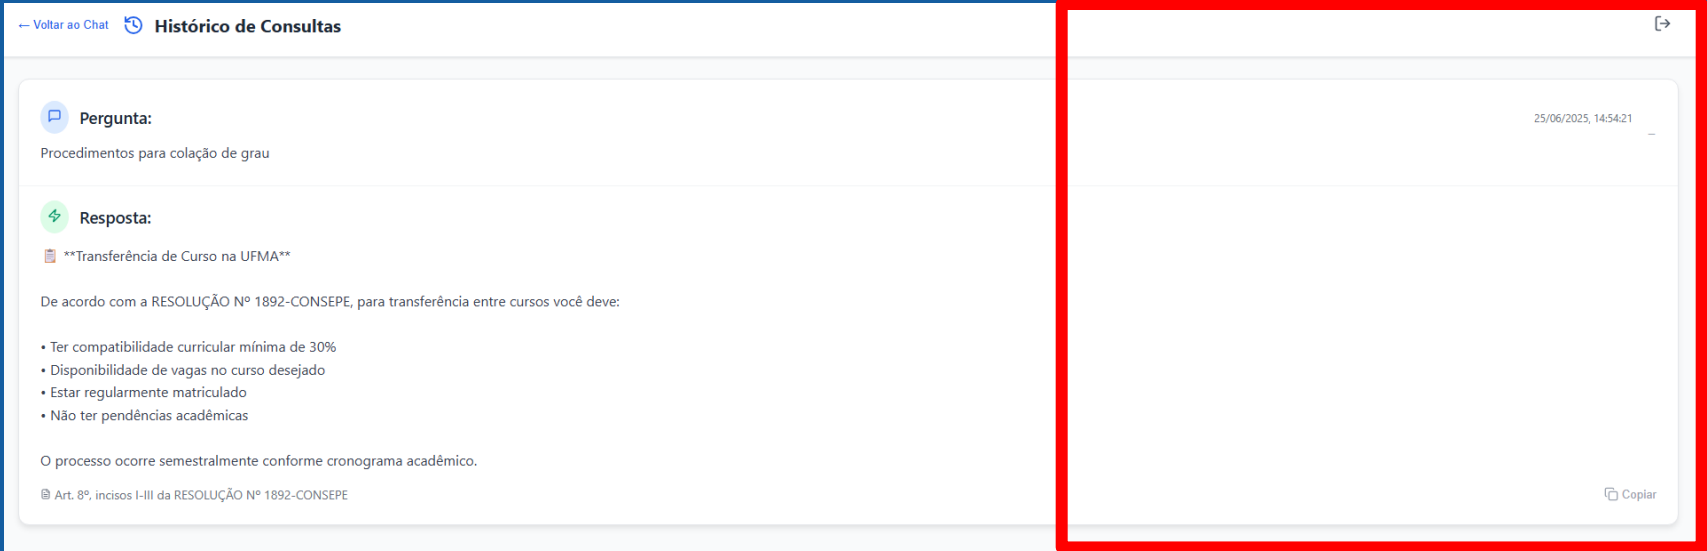 ← Voltar ao Chat Histórico de Consultas
Pergunta:
25/06/2025, 14:54:21
Procedimentos para colação de grau
Resposta:
📋 **Transferência de Curso na UFMA**
De acordo com a RESOLUÇÃO Nº 1892-CONSEPE, para transferência entre cursos você deve:
• Ter compatibilidade curricular mínima de 30%
• Disponibilidade de vagas no curso desejado
• Estar regularmente matriculado
• Não ter pendências acadêmicas
O processo ocorre semestralmente conforme cronograma acadêmico.
Art. 8º, incisos I-III da RESOLUÇÃO Nº 1892-CONSEPE
Copiar